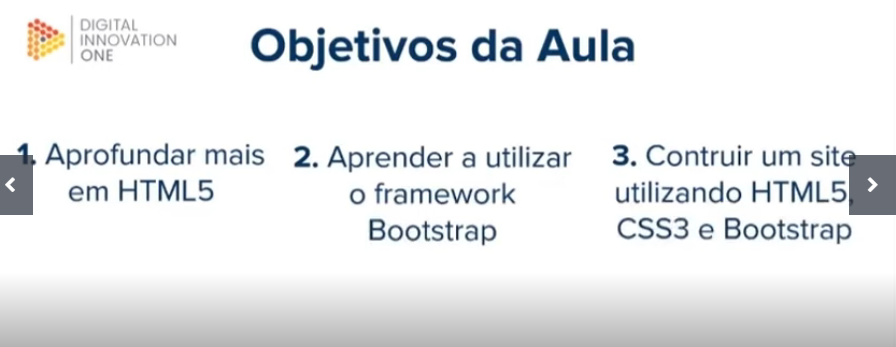 DIGITAL
INNOVATION
ONE
Objetivos da Aula
1. Aprofundar mais
em HTML5
2. Aprender a utilizar
o framework
Bootstrap
3. Contruir um site
utilizando HTML5,
CSS3 e Bootstrap